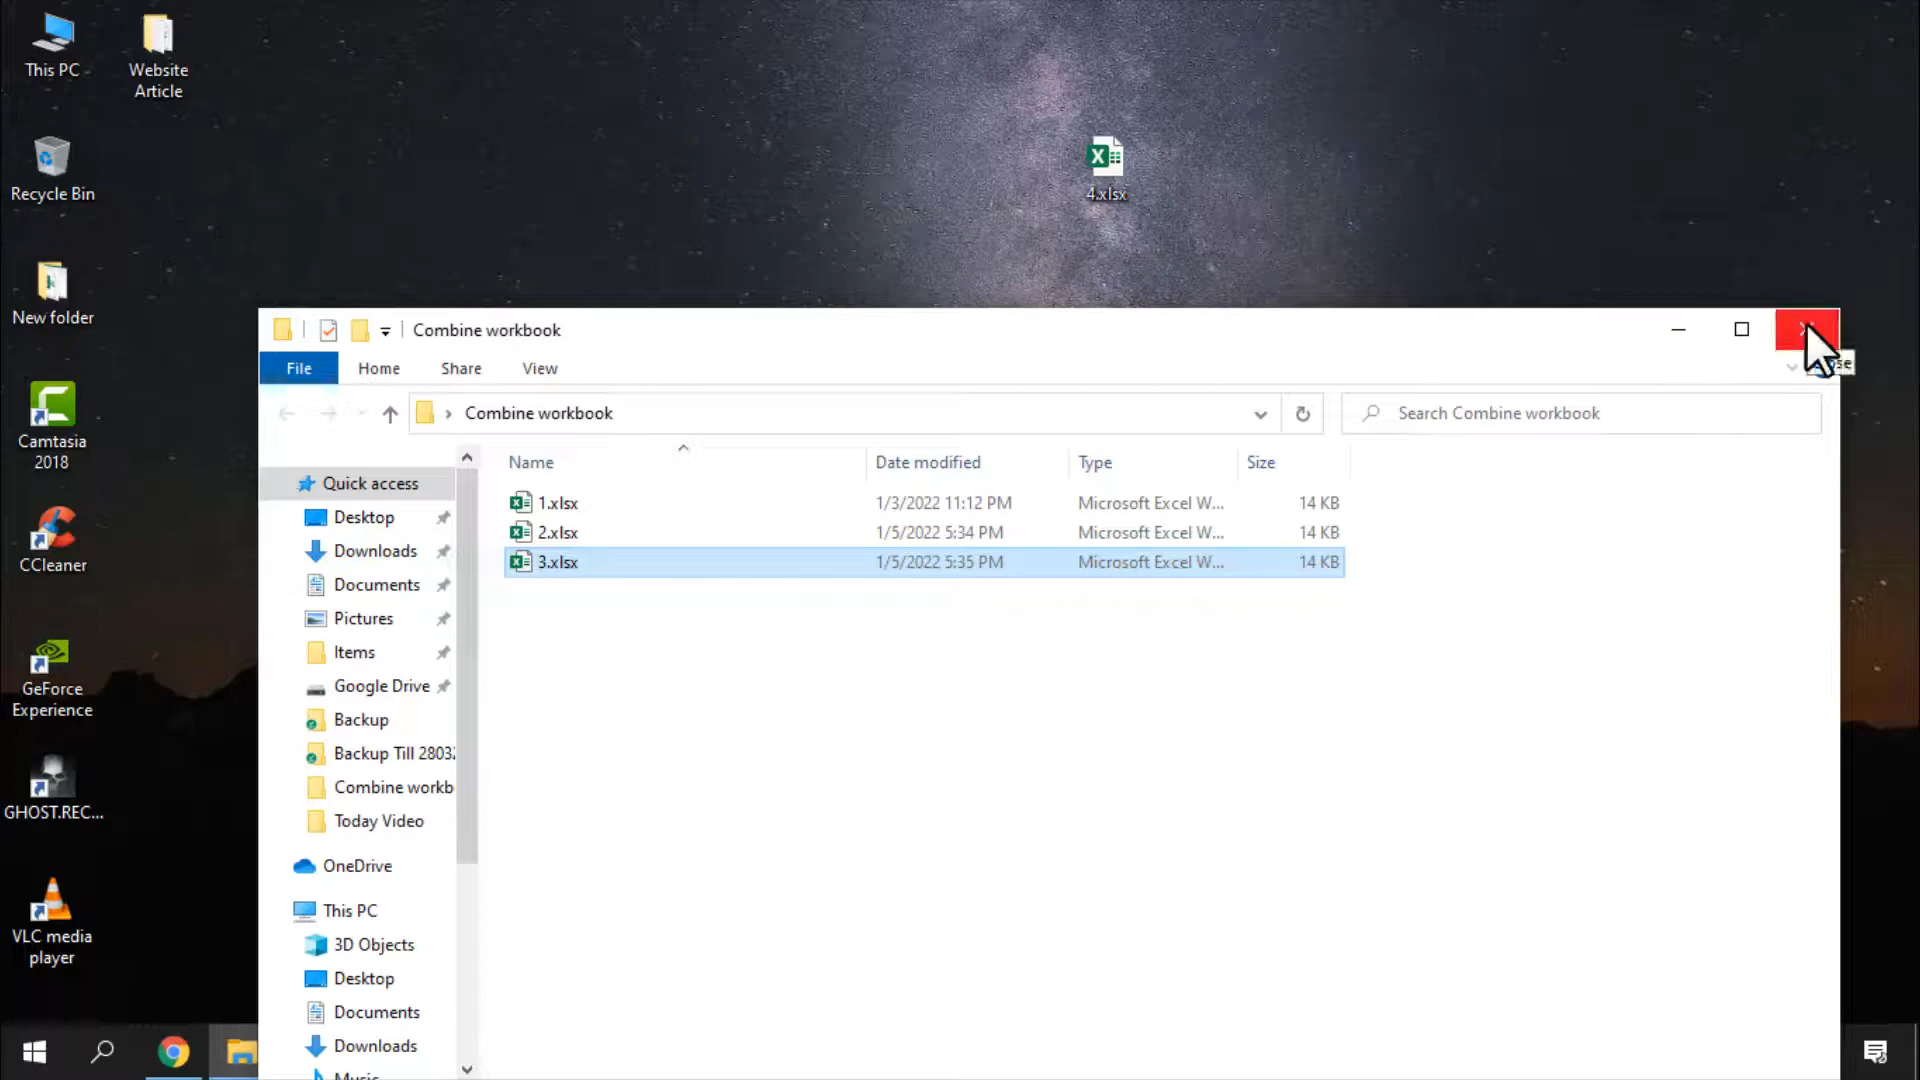 This PC
Website
Article
Recycle Bin
4.xlsx
New folder
Camtasia
2018
CCleaner
GeForce
Experience
GHOST.REC...
VLC media
player
Combine workbook
File
Home
Share
View
Combine workbook
Search Combine workbook
Name
Date modified
Type
Size
1.xlsx
1/3/2022 11:12 PM
Microsoft Excel W...
14 KB
2.xlsx
1/5/2022 5:34 PM
Microsoft Excel W...
14 KB
3.xlsx
1/5/2022 5:35 PM
Microsoft Excel W...
14 KB
Quick access
Desktop
Downloads
Documents
Pictures
Items
Google Drive
Backup
Backup Till 2803
Combine workb
Today Video
OneDrive
This PC
3D Objects
Desktop
Documents
Downloads
Music